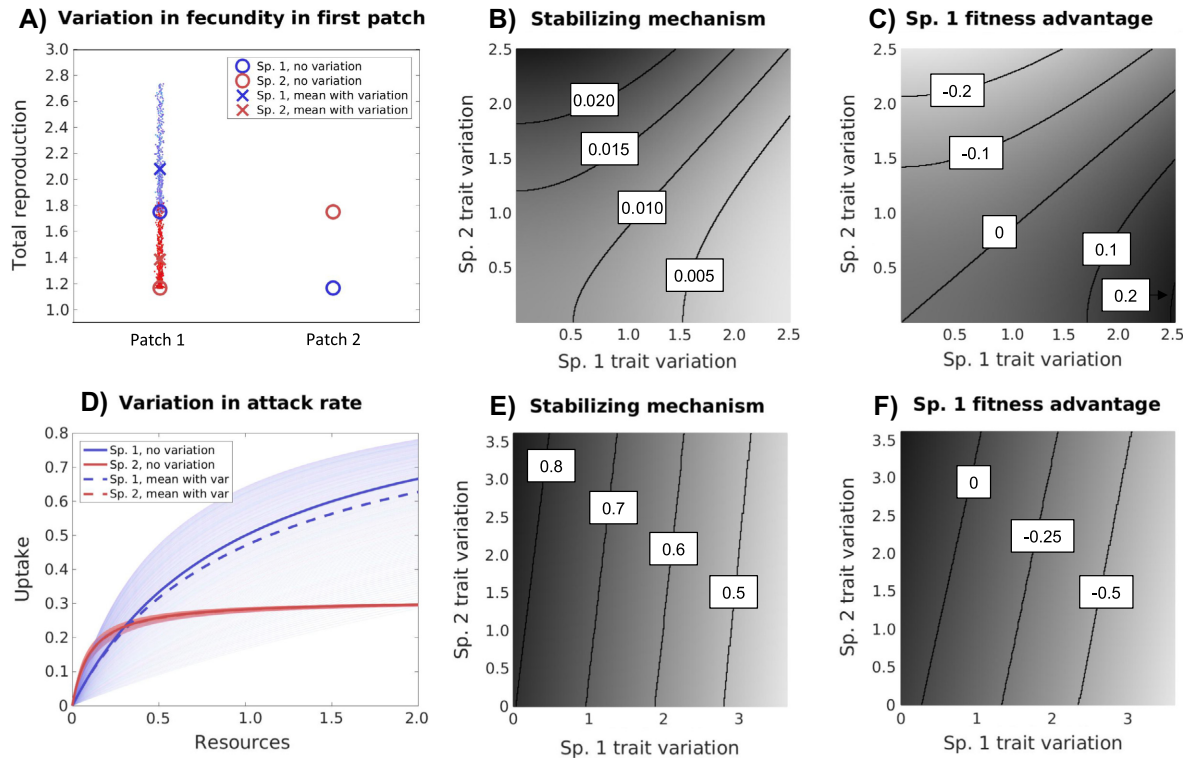 A) Variation in fecundity in first patch
Total reproduction
3.0
2.8
2.6
2.4
2.2
2.0
1.8
1.6
1.4
1.2
1.0
Sp. 1, no variation
Sp. 2, no variation
Sp. 1, mean with variation
Sp. 2, mean with variation
Patch 1 Patch 2
B) Stabilizing mechanism
Sp. 2 trait variation
2.5
2.0
1.5
1.0
0.5
0.020
0.015
0.010
0.005
0.5 1.0 1.5 2.0 2.5
Sp. 1 trait variation
C) Sp. 1 fitness advantage
Sp. 2 trait variation
2.5
2.0
1.5
1.0
0.5
-0.2
-0.1
0
0.1
0.2
0.5 1.0 1.5 2.0 2.5
Sp. 1 trait variation
D) Variation in attack rate
Uptake
0.8
0.7
0.6
0.5
0.4
0.3
0.2
0.1
0
Sp. 1, no variation
Sp. 2, no variation
Sp. 1, mean with var
Sp. 2, mean with var
0 0.5 1.0 1.5 2.0
Resources
E) Stabilizing mechanism
Sp. 2 trait variation
3.5
3.0
2.5
2.0
1.5
1.0
0.5
0
0.8
0.7
0.6
0.5
0 1 2 3
Sp. 1 trait variation
F) Sp. 1 fitness advantage
Sp. 2 trait variation
3.5
3.0
2.5
2.0
1.5
1.0
0.5
0
0
-0.25
-0.5
0 1 2 3
Sp. 1 trait variation